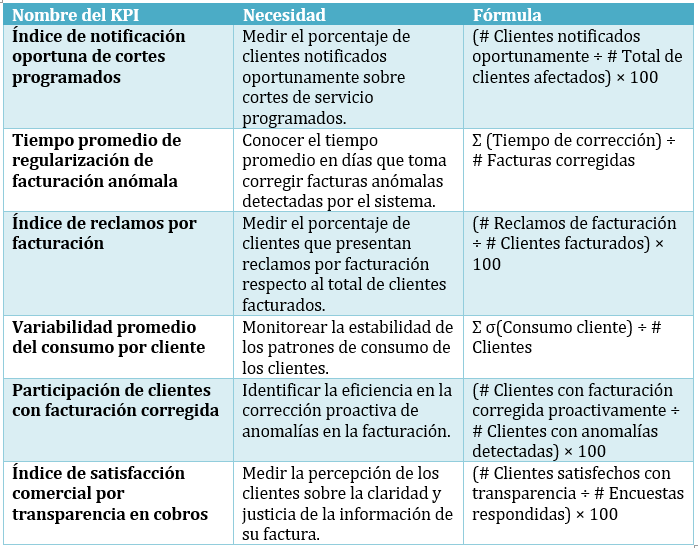 Nombre del KPI
Necesidad
Fórmula
Índice de notificación
oportuna de cortes
programados
Medir el porcentaje de
clientes notificados
oportunamente sobre
cortes de servicio
programados.
(# Clientes notificados
oportunamente ÷ # Total de
clientes afectados) × 100
Tiempo promedio de
regularización de
facturación anómala
Conocer el tiempo
promedio en días que toma
corregir facturas anómalas
detectadas por el sistema.
Σ (Tiempo de corrección) ÷
# Facturas corregidas
Índice de reclamos por
facturación
Medir el porcentaje de
clientes que presentan
reclamos por facturación
respecto al total de clientes
facturados.
(# Reclamos de facturación
÷ # Clientes facturados) ×
100
Variabilidad promedio
del consumo por cliente
Monitorear la estabilidad de
los patrones de consumo de
los clientes.
Σ σ(Consumo cliente) ÷ #
Clientes
Participación de clientes
con facturación corregida
Identificar la eficiencia en la
corrección proactiva de
anomalías en la facturación.
(# Clientes con facturación
corregida proactivamente ÷
# Clientes con anomalías
detectadas) × 100
Índice de satisfacción
comercial por
transparencia en cobros
Medir la percepción de los
clientes sobre la claridad y
justicia de la información de
su factura.
(# Clientes satisfechos con
transparencia ÷ # Encuestas
respondidas) × 100